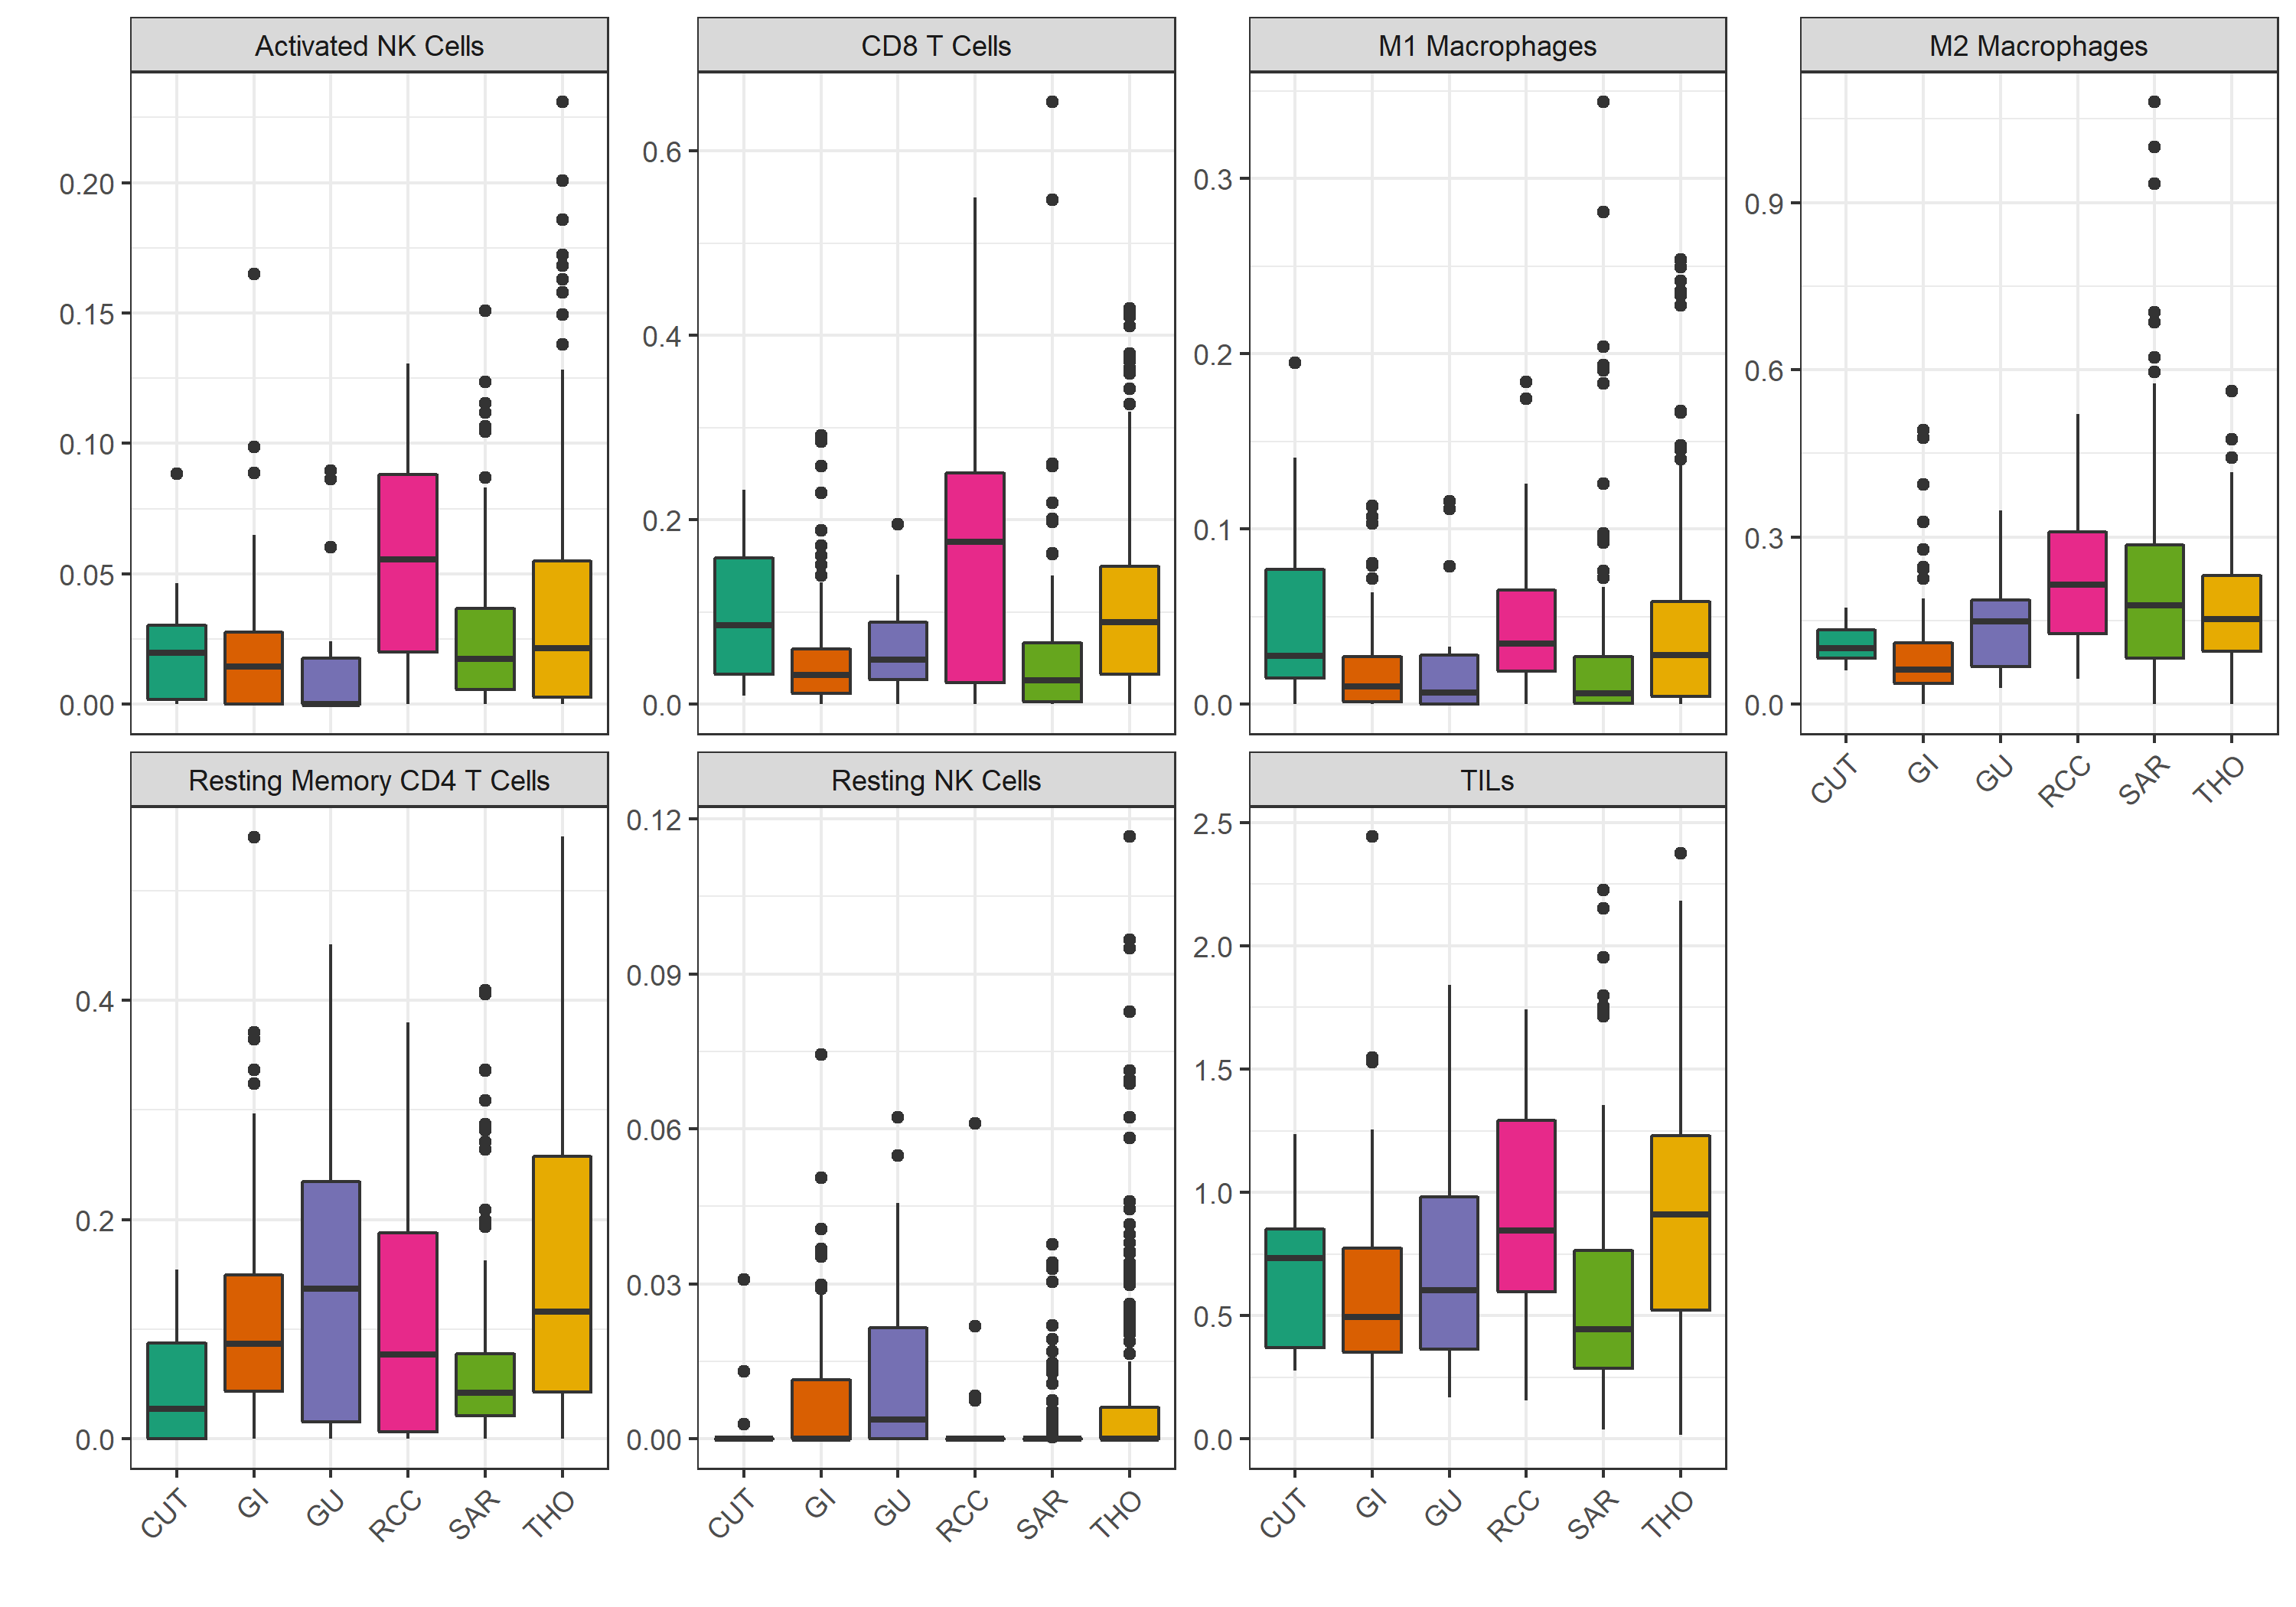 Activated NK Cells
CD8 T Cells
M1 Macrophages
M2 Macrophages
0.20
0.15
0.10
0.05
0.00
0.6
0.4
0.2
0.0
0.3
0.2
0.1
0.0
0.9
0.6
0.3
0.0
CUT
GI
GU
RCC
SAR
THO
Resting Memory CD4 T Cells
Resting NK Cells
TILs
0.4
0.2
0.0
0.12
0.09
0.06
0.03
0.00
2.5
2.0
1.5
1.0
0.5
0.0
CUT
GI
GU
RCC
SAR
THO
CUT
GI
GU
RCC
SAR
THO
CUT
GI
GU
RCC
SAR
THO